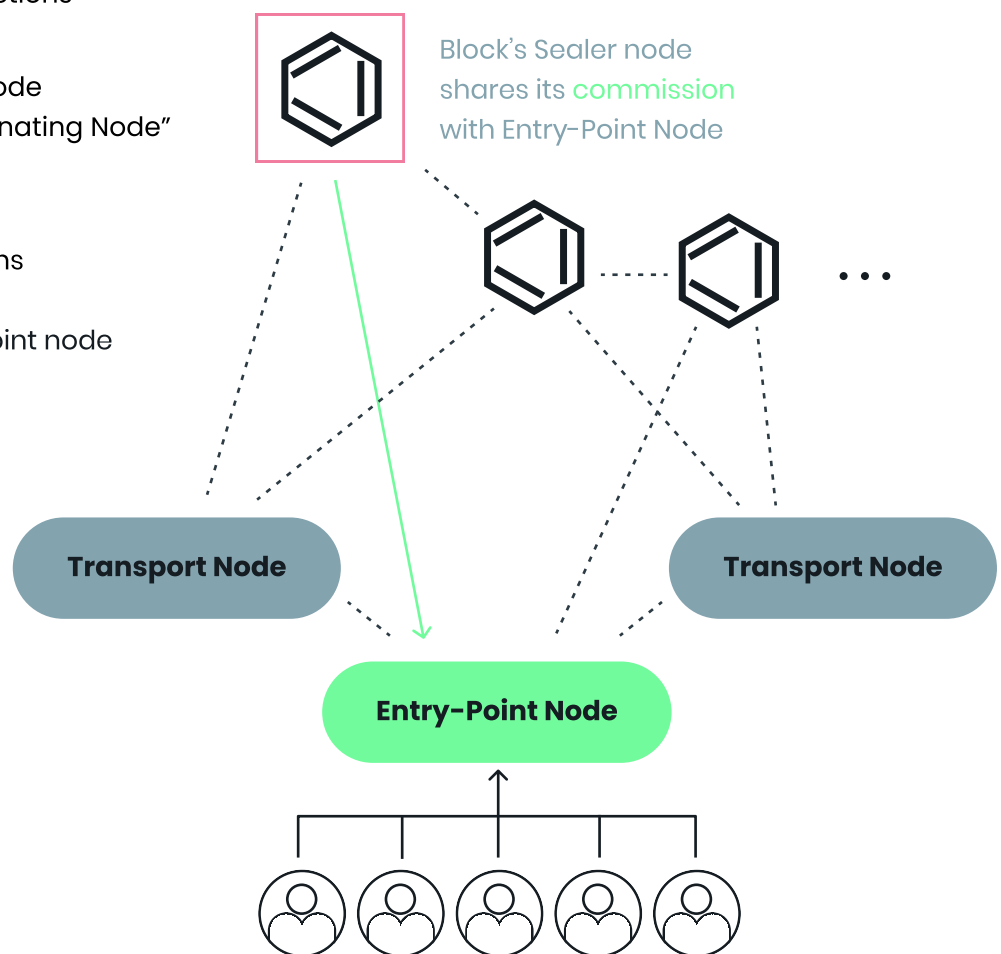 Block’s Sealer node
shares its commission
with Entry-Point Node
ode
nating Node”
ns
oint node
Transport Node
Transport Node
Entry-Point Node